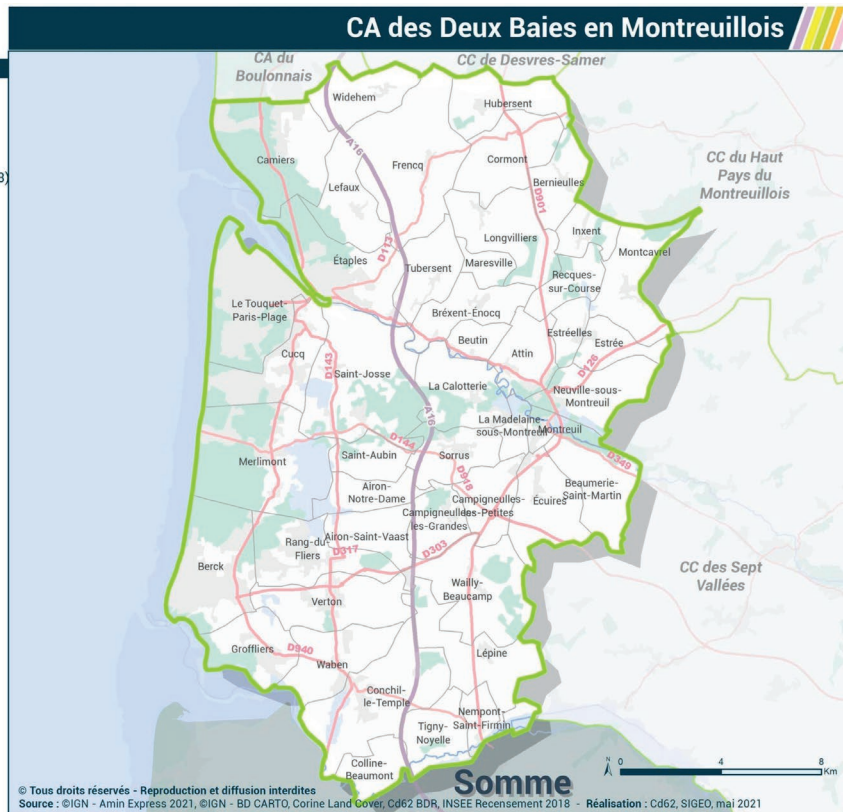 CA des Deux Baies en Montreuillois
3)
CA du
Boulonnais
CC de Desvres-Samer
Widehem
Hubersent
A16
Camiers
Frencq
Cormont
CC du Haut
Pays du
Montreuillois
Lefaux
Bernieulles
D901
D113
Inxent
Longvilliers
Montcavrel
Étaples
Maresville
Tubersent
Recques-
sur-Course
Le Touquet-
Paris-Plage
Bréxent-Énocq
Estréelles
Beutin
Estrée
Cucq
Attin
D143
D126
Saint-Josse
La Calotterie
Neuville-sous-
Montreuil
A16
La Madelaine-
sous-Montreuil
Montreuil
D144
Merlimont
Saint-Aubin
Sorrus
D349
D918
Airon-
Notre-Dame
Beaumerie-
Saint-Martin
Campigneulles-
les-Petites
Écuires
Campigneulles-
les-Grandes
Airon-Saint-Vaast
Rang-du-
Fliers
D317
D303
Berck
CC des Sept
Vallées
Wailly-
Beaucamp
Verton
Groffliers
D940
Lépine
Waben
Conchil-
le-Temple
Nempont-
Saint-Firmin
Tigny-
Noyelle
Colline-
Beaumont
Somme
N
0 4 8
Km
© Tous droits réservés - Reproduction et diffusion interdites
Source : ©IGN - Amin Express 2021, ©IGN - BD CARTO, Corine Land Cover, Cd62 BDR, INSEE Recensement 2018 - Réalisation : Cd62, SIGEO, mai 2021